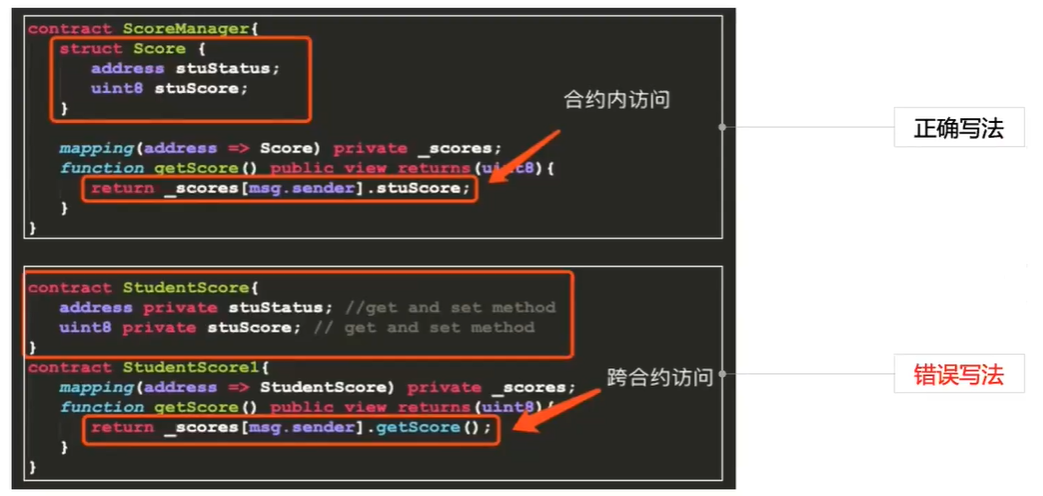 contract ScoreManager{
struct Score {
address stuStatus;
uint8 stuScore;
}
合约内访问
正确写法
mapping(address => Score) private _scores;
function getScore() public view returns(uint8){
return _scores[msg.sender].stuScore;
}
}
contract StudentScore{
address private stuStatus; //get and set method
uint8 private stuScore; // get and set method
}
contract StudentScore1{
跨合约访问
错误写法
mapping(address => StudentScore) private _scores;
function getScore() public view returns(uint8){
return _scores[msg.sender].getScore();
}
}